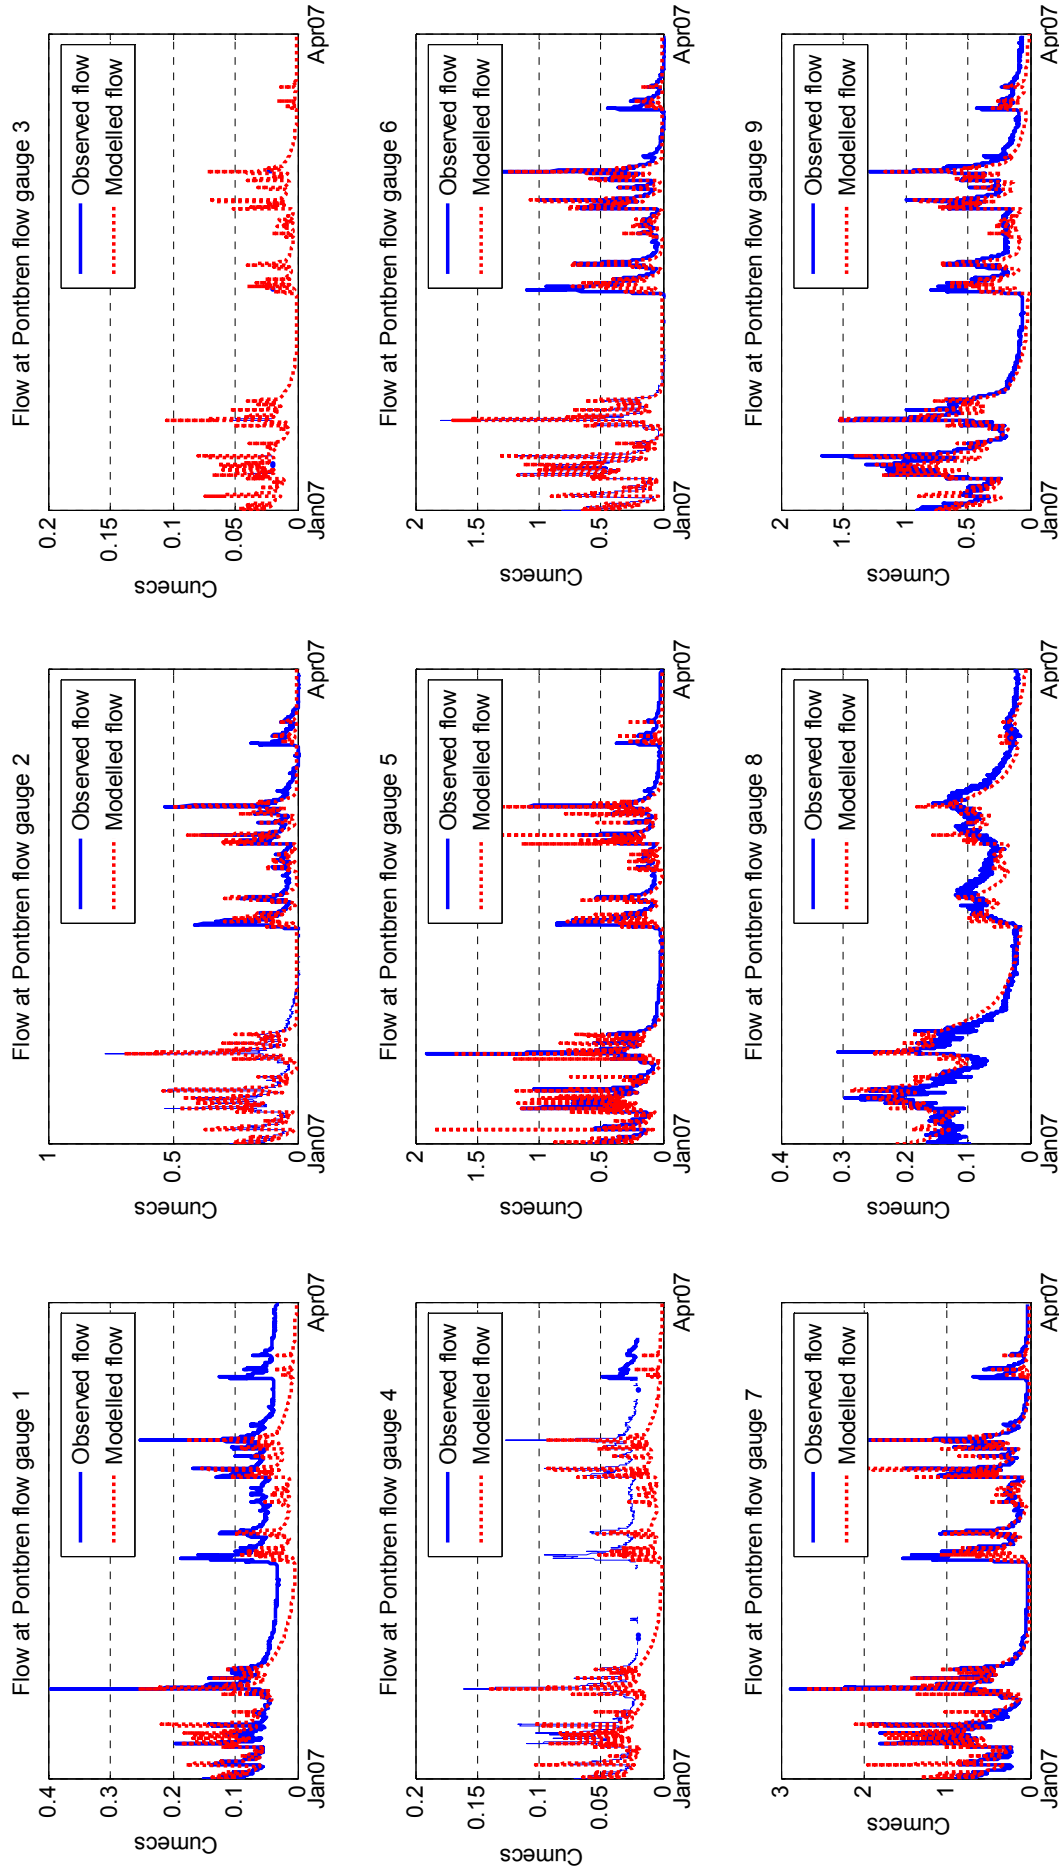 Flow at Pontbren flow gauge 1
0.4
0.3
0.2
0.1
0
Cumecs
Jan07
Apr07
Observed flow
Modelled flow
Flow at Pontbren flow gauge 2
1
0.5
0
Cumecs
Jan07
Apr07
Observed flow
Modelled flow
Flow at Pontbren flow gauge 3
0.2
0.15
0.1
0.05
0
Cumecs
Jan07
Apr07
Observed flow
Modelled flow
Flow at Pontbren flow gauge 4
0.2
0.15
0.1
0.05
0
Cumecs
Jan07
Apr07
Observed flow
Modelled flow
Flow at Pontbren flow gauge 5
2
1.5
1
0.5
0
Cumecs
Jan07
Apr07
Observed flow
Modelled flow
Flow at Pontbren flow gauge 6
2
1.5
1
0.5
0
Cumecs
Jan07
Apr07
Observed flow
Modelled flow
Flow at Pontbren flow gauge 7
3
2
1
0
Cumecs
Jan07
Apr07
Observed flow
Modelled flow
Flow at Pontbren flow gauge 8
0.4
0.3
0.2
0.1
0
Cumecs
Jan07
Apr07
Observed flow
Modelled flow
Flow at Pontbren flow gauge 9
2
1.5
1
0.5
0
Cumecs
Jan07
Apr07
Observed flow
Modelled flow